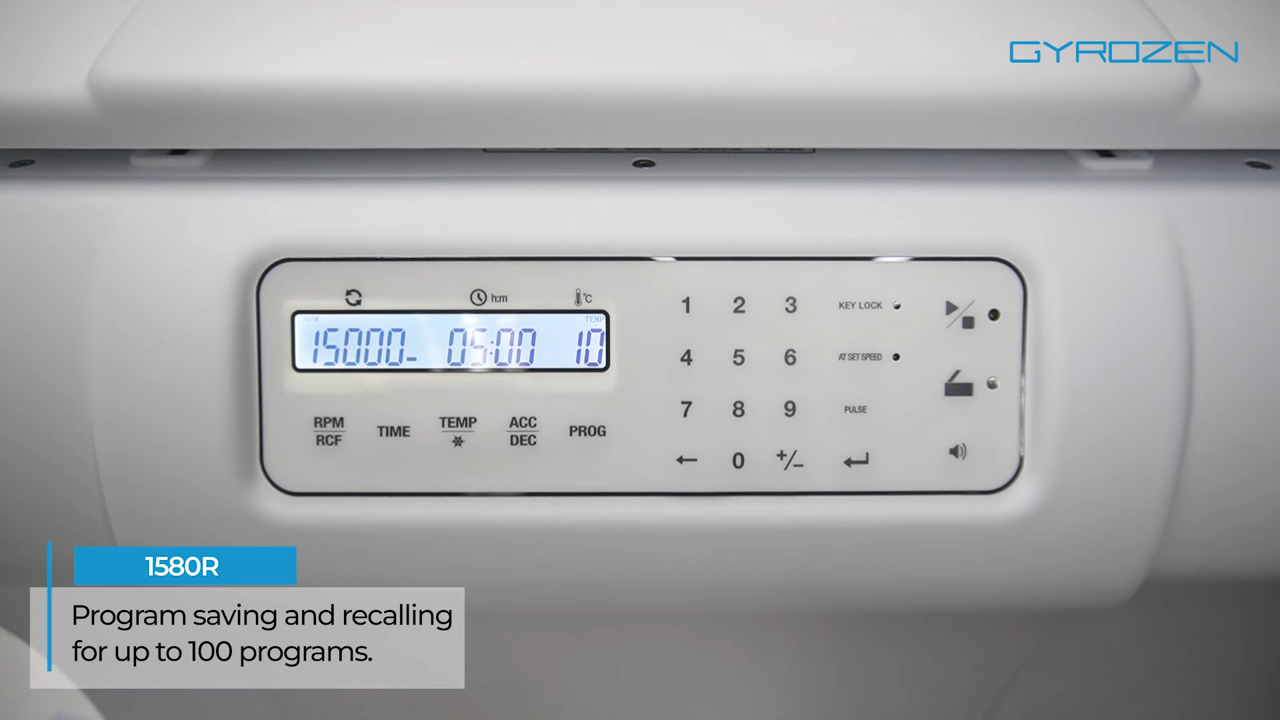 GYROZEN
h:m
°C
TEMP
15000
05:00
10
1 2 3 KEY LOCK
4 5 6 AT SET SPEED
RPM
RCF
TIME
TEMP
ACC
DEC
PROG
7 8 9 PULSE
← 0 +/-
1580R
Program saving and recalling
for up to 100 programs.